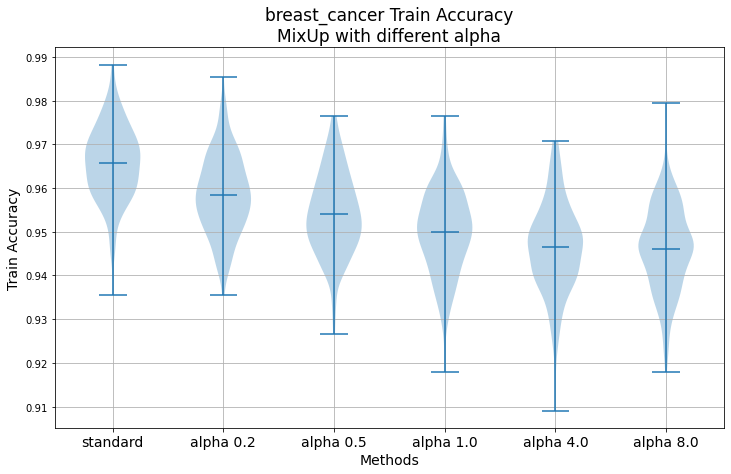 breast_cancer Train Accuracy
MixUp with different alpha
0.99
0.98
0.97
0.96
0.95
0.94
0.93
0.92
0.91
Train Accuracy
standard
alpha 0.2
alpha 0.5
alpha 1.0
alpha 4.0
alpha 8.0
Methods